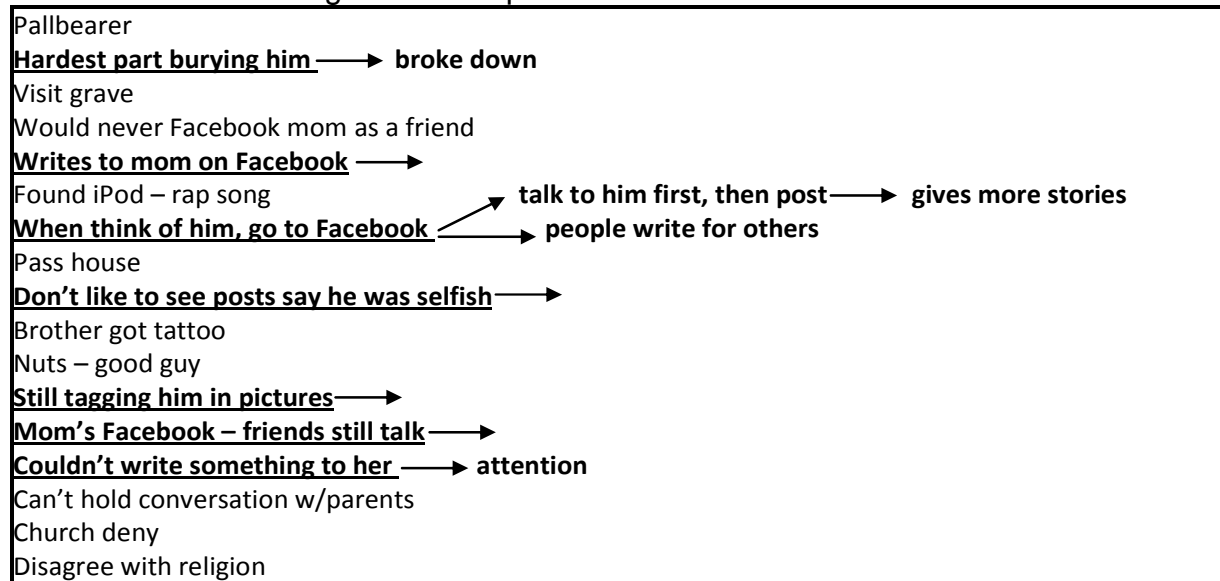 Pallbearer
Hardest part burying him → broke down
Visit grave
Would never Facebook mom as a friend
Writes to mom on Facebook →
Found iPod – rap song talk to him first, then post → gives more stories
When think of him, go to Facebook → people write for others
Pass house
Don’t like to see posts say he was selfish →
Brother got tattoo
Nuts – good guy
Still tagging him in pictures →
Mom’s Facebook – friends still talk →
Couldn’t write something to her → attention
Can’t hold conversation w/parents
Church deny
Disagree with religion